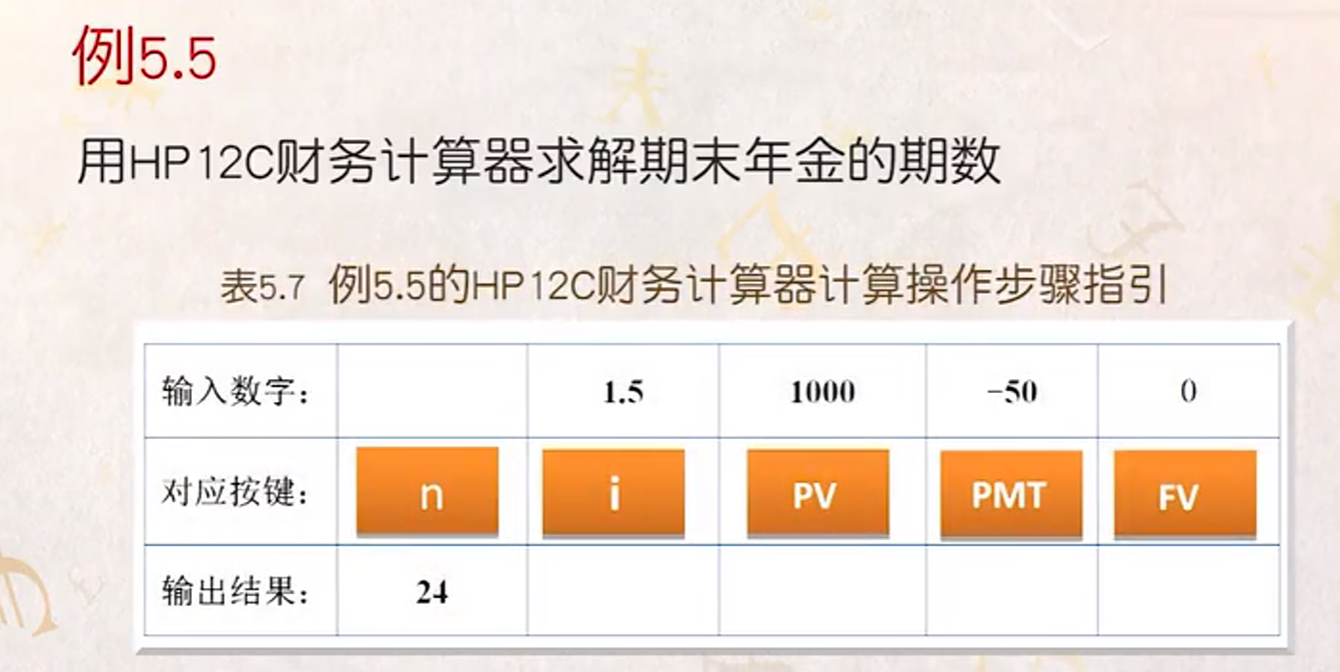 例5.5
用HP12C财务计算器求解期末年金的期数
表5.7 例5.5的HP12C财务计算器计算操作步骤指引
输入数字： 1.5 1000 -50 0
对应按键： n i PV PMT FV
输出结果： 24